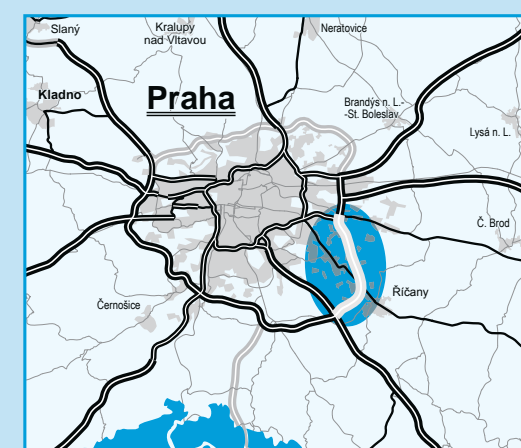 Slaný
Kralupy
nad Vltavou
Neratovice
Kladno
Praha
Brandýs n. L.-
-St. Boleslav
Lysá n. L.
Č. Brod
Říčany
Černošice